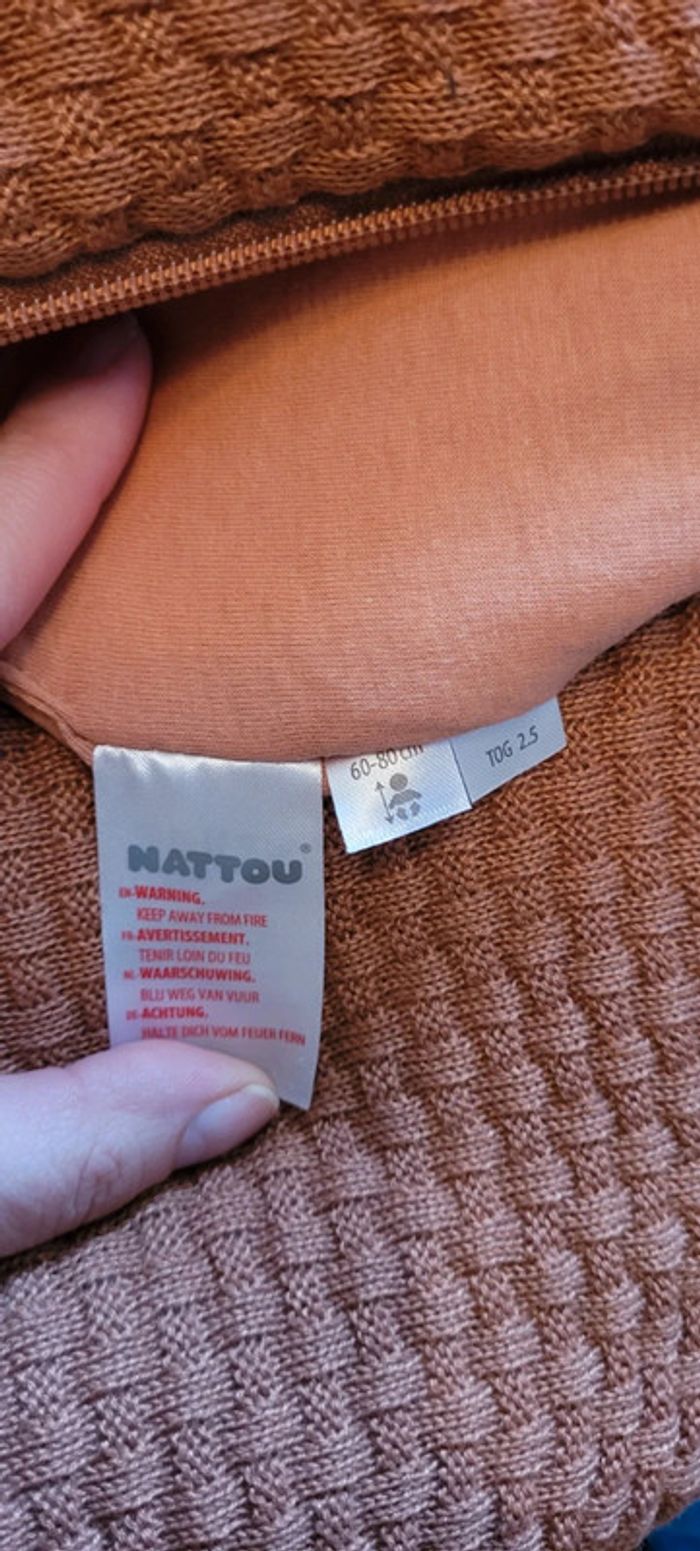 NATTOU®
EN-WARNING.
KEEP AWAY FROM FIRE
FR-AVERTISSEMENT.
TENIR LOIN DU FEU
NL-WAARSCHUWING.
BLIJ WEG VAN VUUR
DE-ACHTUNG.
HALTE DICH VOM FEUER FERN
60-80 cm
TOG 2.5